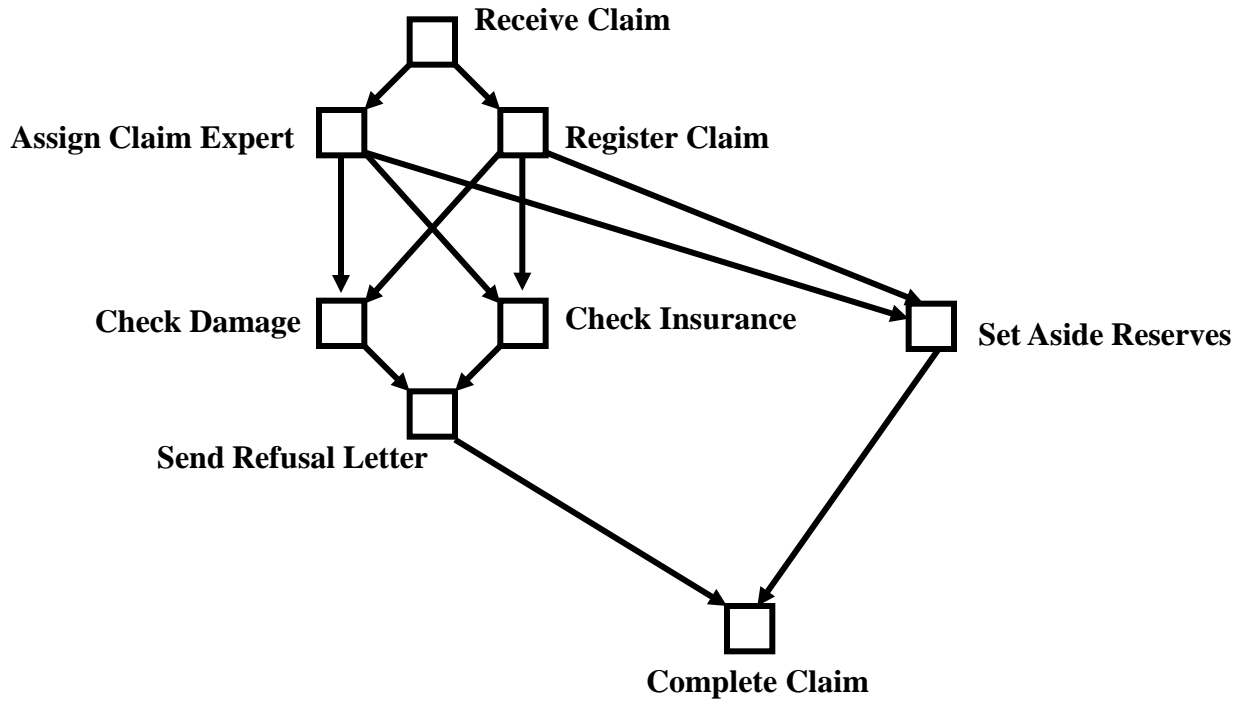 Receive Claim
Assign Claim Expert
Register Claim
Check Damage
Check Insurance
Set Aside Reserves
Send Refusal Letter
Complete Claim